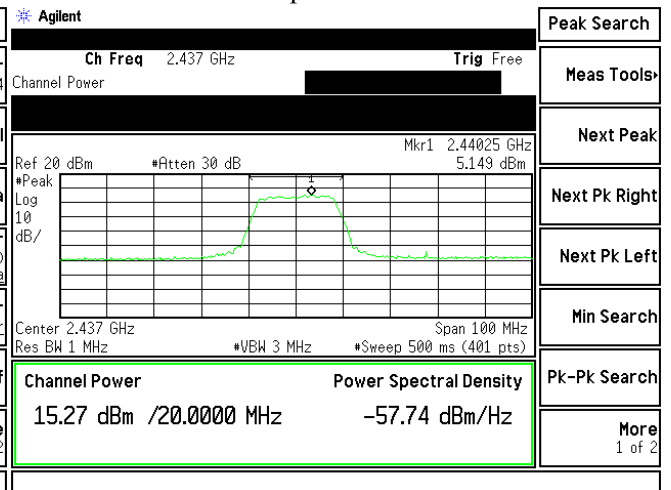 Agilent
Peak Search
Ch Freq 2.437 GHz Trig Free
Channel Power
Meas Tools
Next Peak
Mkr1 2.44025 GHz
Ref 20 dBm #Atten 30 dB 5.149 dBm
#Peak
1
Log
10
dB/
Next Pk Right
Next Pk Left
Min Search
Center 2.437 GHz Span 100 MHz
Res BW 1 MHz #VBW 3 MHz #Sweep 500 ms (401 pts)
Channel Power Power Spectral Density
15.27 dBm /20.0000 MHz -57.74 dBm/Hz
Pk-Pk Search
More
1 of 2